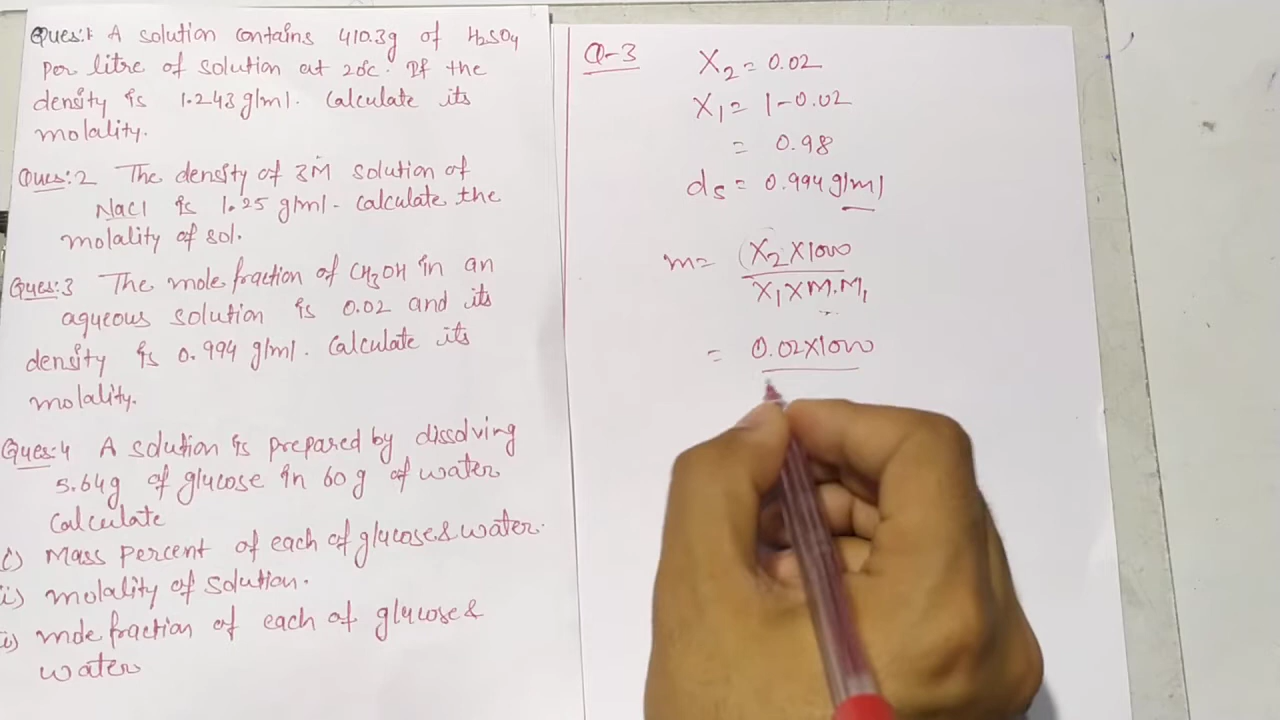 Ques:1 A solution contains 410.3g of H₂SO₄
Per litre of solution at 20°c. If the
density is 1.243 g/ml. Calculate its
molality.
Ques:2 The density of 3M solution of
NaCl is 1.25 g/ml. calculate the
molality of sol.
Ques:3 The mole fraction of CH₃OH in an
aqueous solution is 0.02 and its
density is 0.994 g/ml. Calculate its
molality.
Ques:4 A solution is prepared by dissolving
5.64g of glucose in 60 g of water
Calculate
i) Mass percent of each of glucose & water.
ii) molality of solution.
mole fraction of each of glucose &
water
Q-3
X₂ = 0.02
X₁ = 1-0.02
= 0.98
ds = 0.994 g/ml
m = X₂ X 1000
X₁ X M.M₁
= 0.02 X 1000